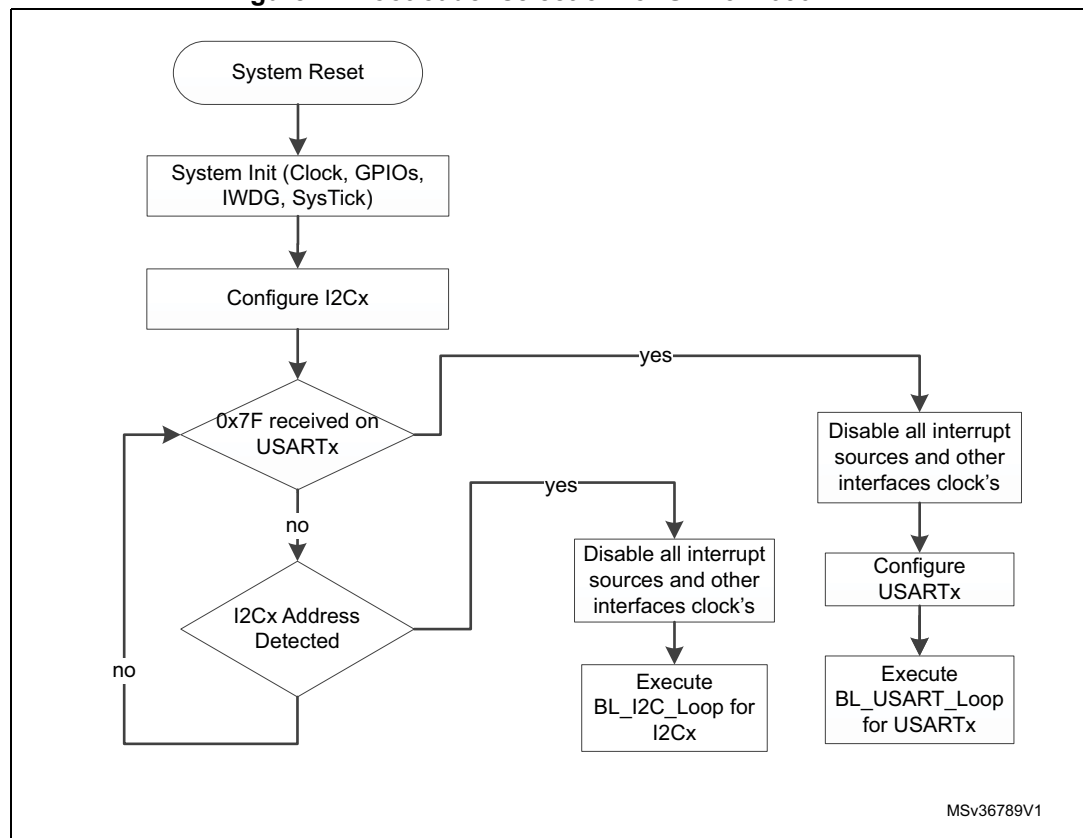 System Reset
System Init (Clock, GPIOs,
IWDG, SysTick)
Configure I2Cx
yes
0x7F received on
USARTx
Disable all interrupt
sources and other
interfaces clock's
no
yes
Disable all interrupt
sources and other
interfaces clock's
Configure
USARTx
I2Cx Address
Detected
no
Execute
BL_I2C_Loop for
I2Cx
Execute
BL_USART_Loop
for USARTx
MSv36789V1